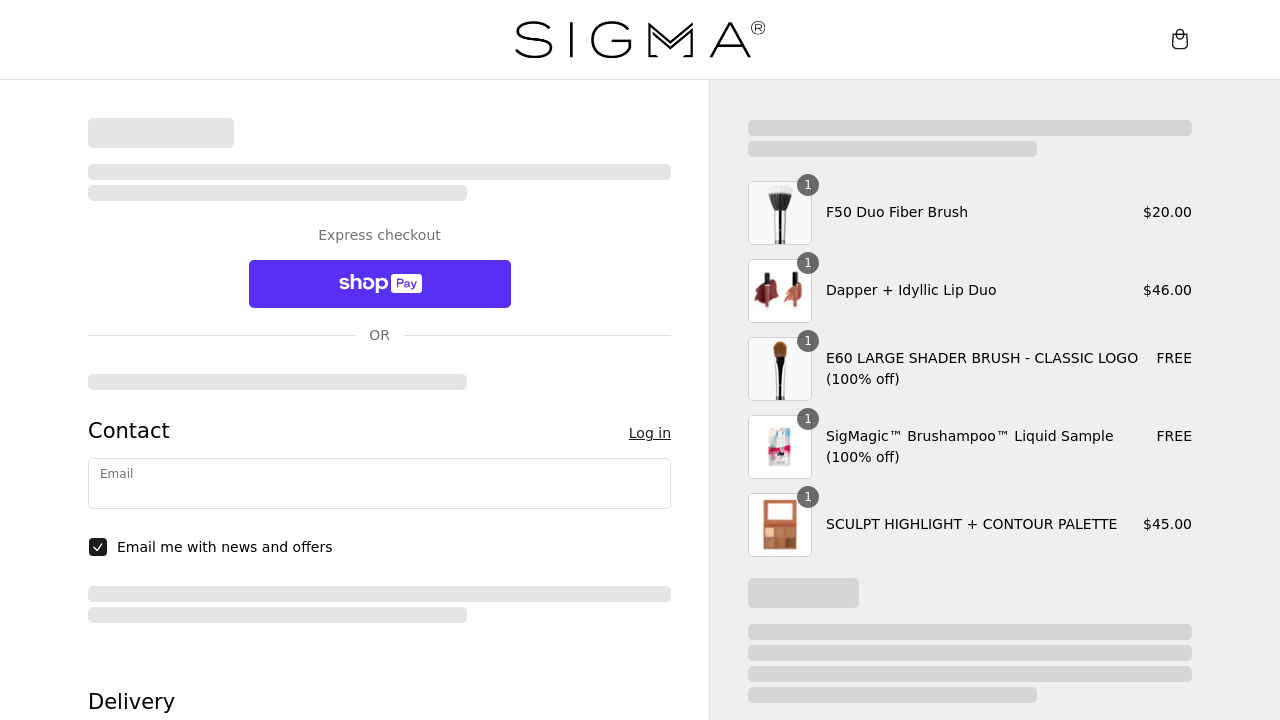 SIGMA®
Express checkout
shop Pay
OR
Contact
Log in
Email
Email me with news and offers
Delivery
1
F50 Duo Fiber Brush
$20.00
1
Dapper + Idyllic Lip Duo
$46.00
1
E60 LARGE SHADER BRUSH - CLASSIC LOGO
(100% off)
FREE
1
SigMagic™ Brushampoo™ Liquid Sample
(100% off)
FREE
1
SCULPT HIGHLIGHT + CONTOUR PALETTE
$45.00